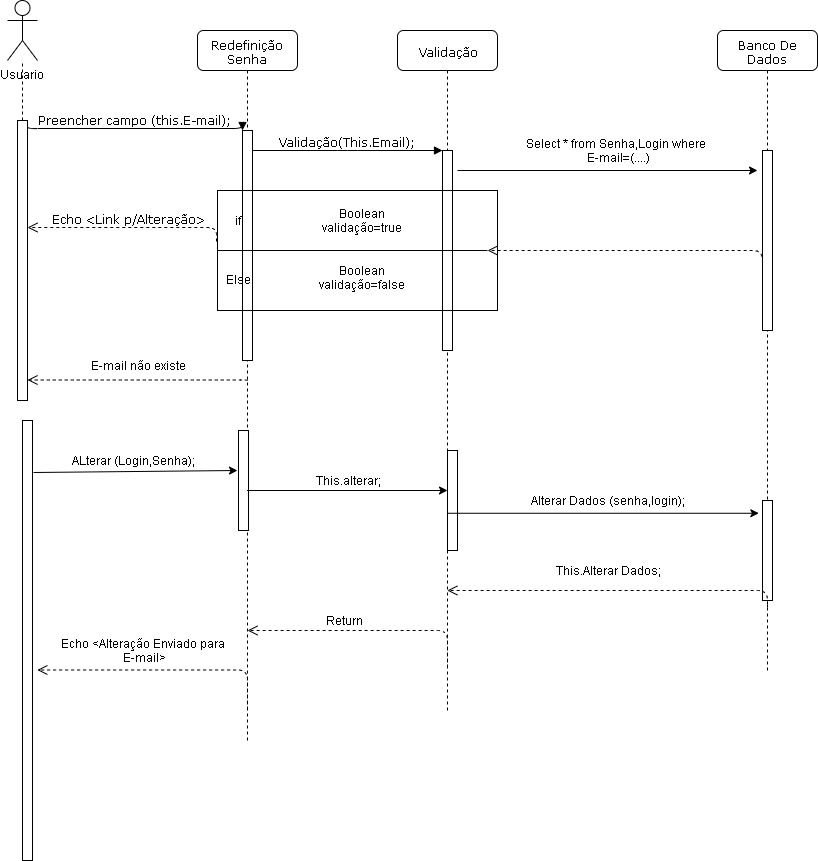 Redefinição
Senha
Validação
Banco De
Dados
Usuario
Preencher campo (this.E-mail);
Validação(This.Email);
Select * from Senha,Login where
E-mail=(....)
Echo <Link p/Alteração>
if
Boolean
validação=true
Else
Boolean
validação=false
E-mail não existe
ALterar (Login,Senha);
This.alterar;
Alterar Dados (senha,login);
This.Alterar Dados;
Return
Echo <Alteração Enviado para
E-mail>